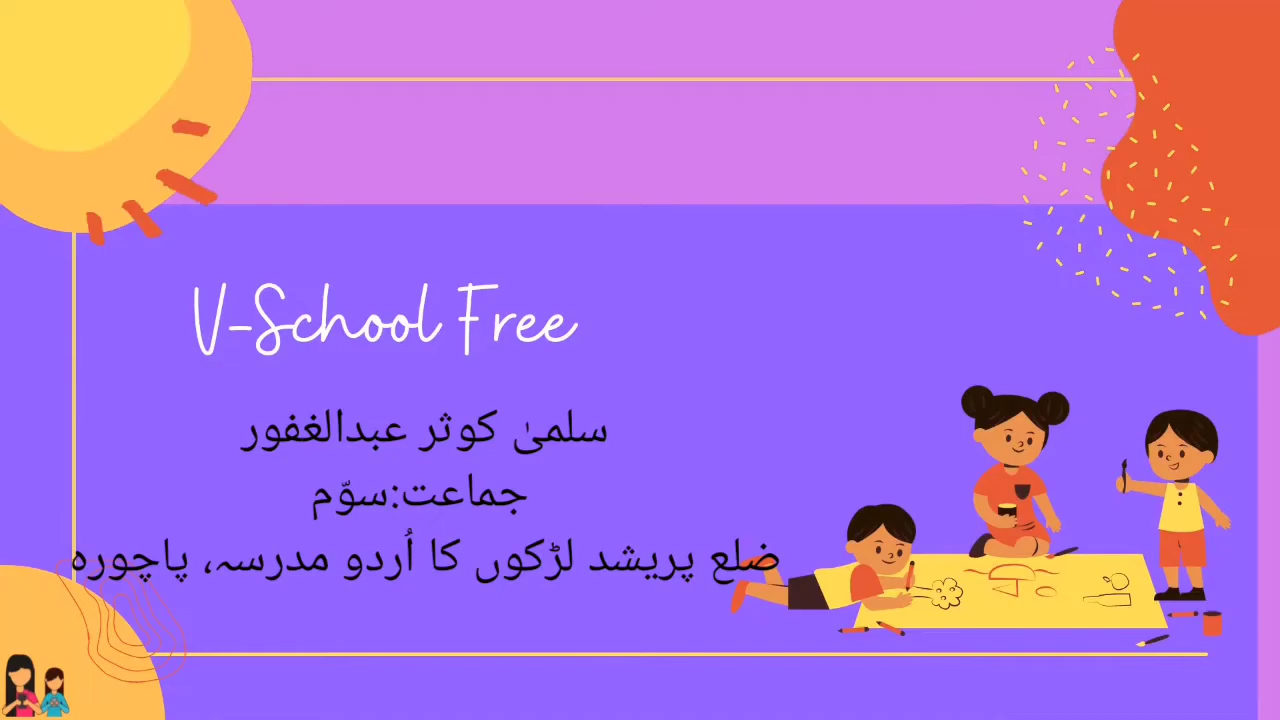 V-School Free
سلمیٰ کوثر عبدالغفور
جماعت:سوّم
ضلع پریشد لڑکوں کا اُردو مدرسہ، پاچورہ